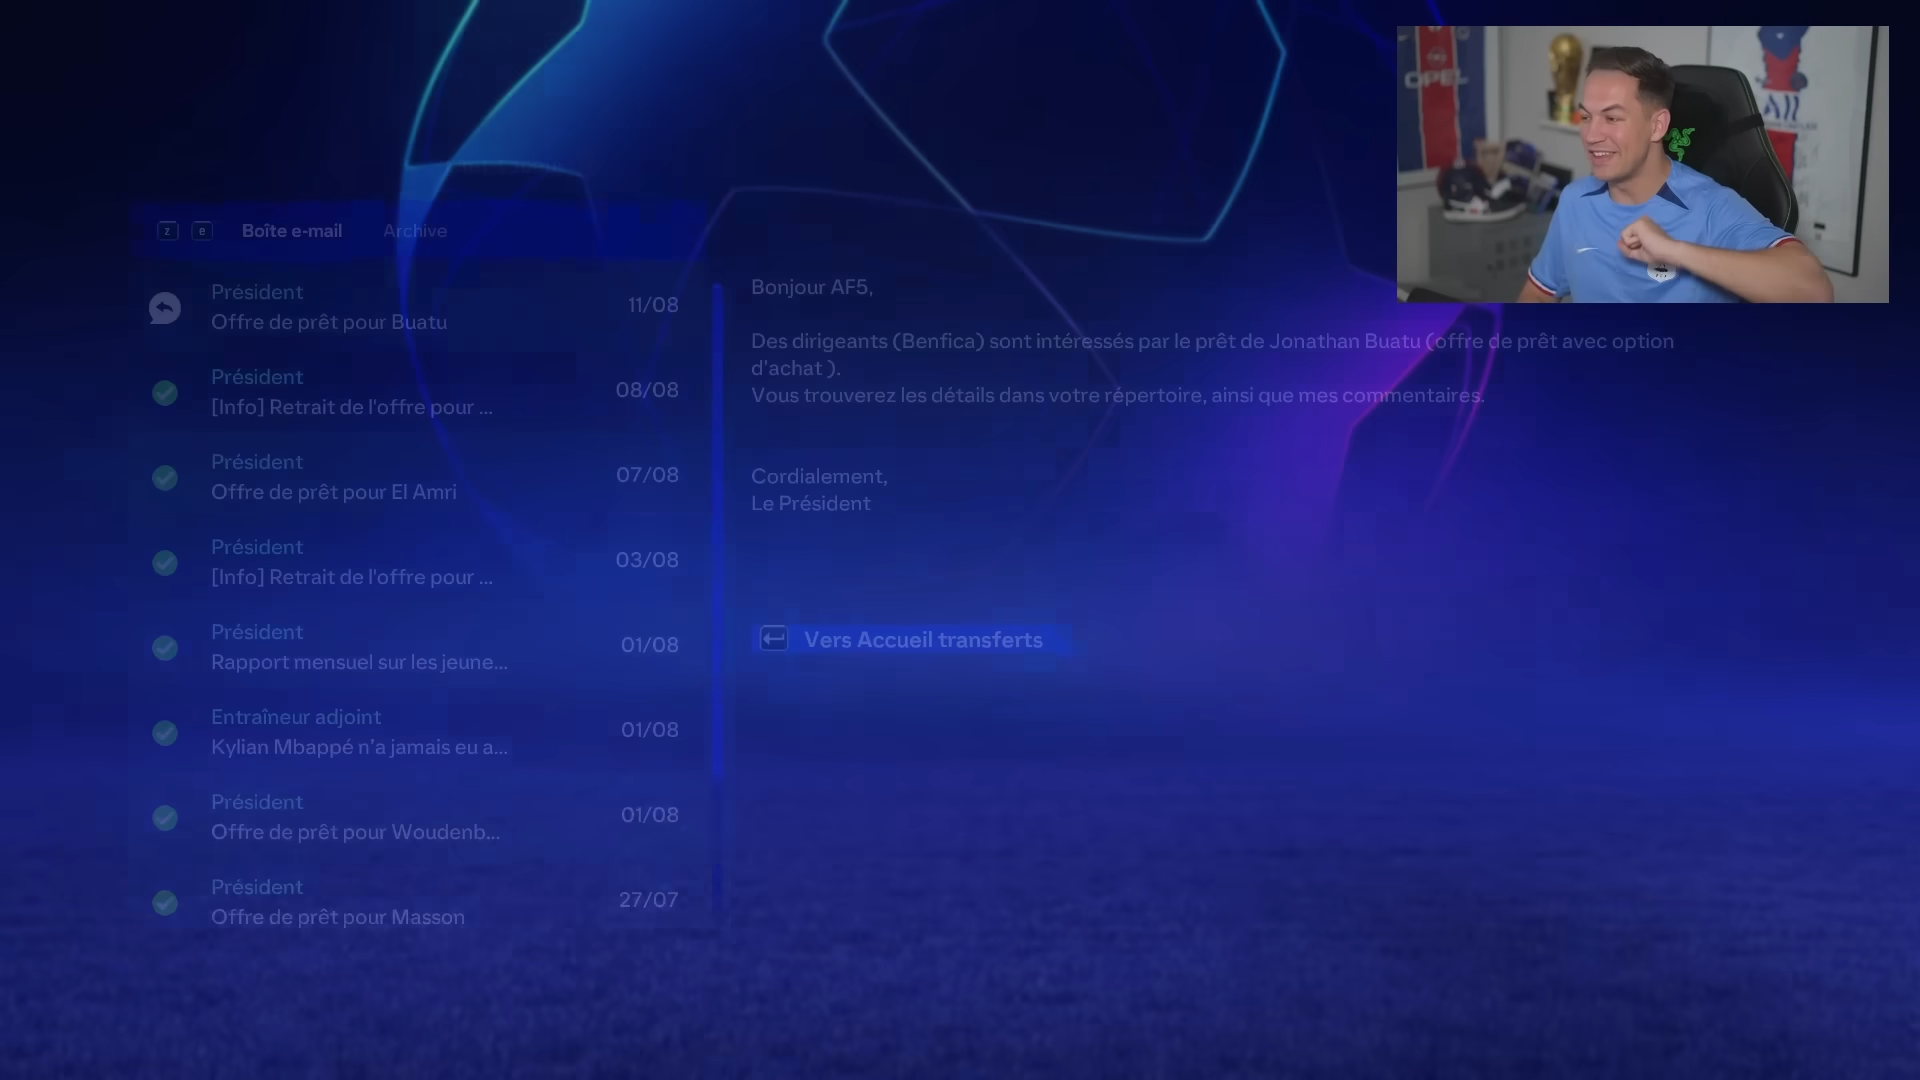 z e Boîte e-mail Archive
Président
Offre de prêt pour Buatu
11/08
Président
[Info] Retrait de l'offre pour ...
08/08
Président
Offre de prêt pour El Amri
07/08
Président
[Info] Retrait de l'offre pour ...
03/08
Président
Rapport mensuel sur les jeune...
01/08
Entraîneur adjoint
Kylian Mbappé n'a jamais eu a...
01/08
Président
Offre de prêt pour Woudenb...
01/08
Président
Offre de prêt pour Masson
27/07
Bonjour AF5,
Des dirigeants (Benfica) sont intéressés par le prêt de Jonathan Buatu (offre de prêt avec option
d'achat ).
Vous trouverez les détails dans votre répertoire, ainsi que mes commentaires.
Cordialement,
Le Président
Vers Accueil transferts
OPEL